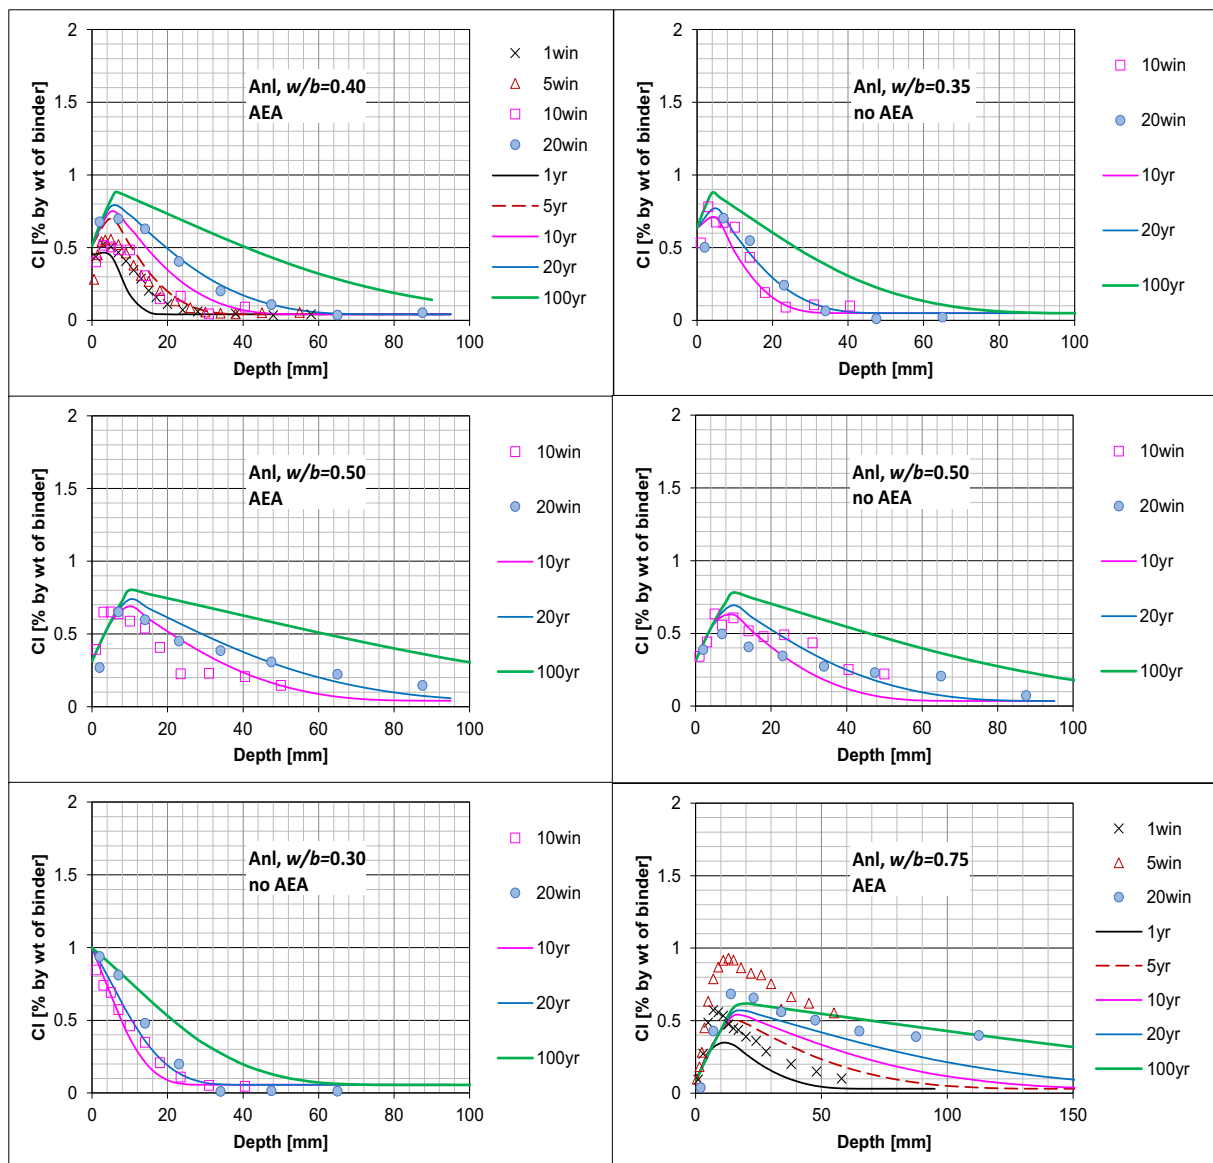 Cl [% by wt of binder]
2
1.5
1
0.5
0
0 20 40 60 80 100
Depth [mm]
Anl, w/b=0.40
AEA
1win
5win
10win
20win
1yr
5yr
10yr
20yr
100yr
Cl [% by wt of binder]
2
1.5
1
0.5
0
0 20 40 60 80 100
Depth [mm]
Anl, w/b=0.35
no AEA
10win
20win
10yr
20yr
100yr
Cl [% by wt of binder]
2
1.5
1
0.5
0
0 20 40 60 80 100
Depth [mm]
Anl, w/b=0.50
AEA
10win
20win
10yr
20yr
100yr
Cl [% by wt of binder]
2
1.5
1
0.5
0
0 20 40 60 80 100
Depth [mm]
Anl, w/b=0.50
no AEA
10win
20win
10yr
20yr
100yr
Cl [% by wt of binder]
2
1.5
1
0.5
0
0 20 40 60 80 100
Depth [mm]
Anl, w/b=0.30
no AEA
10win
20win
10yr
20yr
100yr
Cl [% by wt of binder]
2
1.5
1
0.5
0
0 50 100 150
Depth [mm]
Anl, w/b=0.75
AEA
1win
5win
20win
1yr
5yr
10yr
20yr
100yr